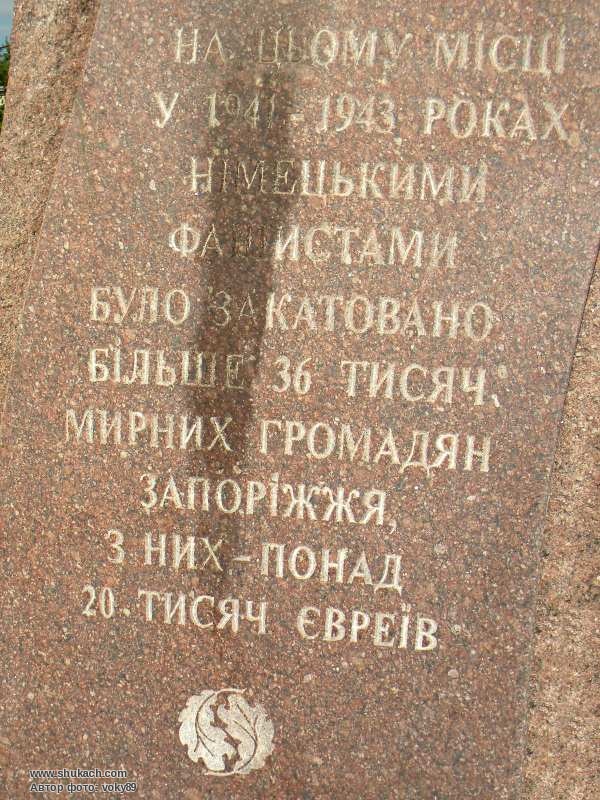 НА ЦЬОМУ МІСЦІ
У 1941-1943 РОКАХ
НІМЕЦЬКИМИ
ФАШИСТАМИ
БУЛО ЗАКАТОВАНО
БІЛЬШЕ 36 ТИСЯЧ
МИРНИХ ГРОМАДЯН
ЗАПОРІЖЖЯ,
З НИХ - ПОНАД
20 ТИСЯЧ ЄВРЕЇВ
www.shukach.com
Автор фото: voky89